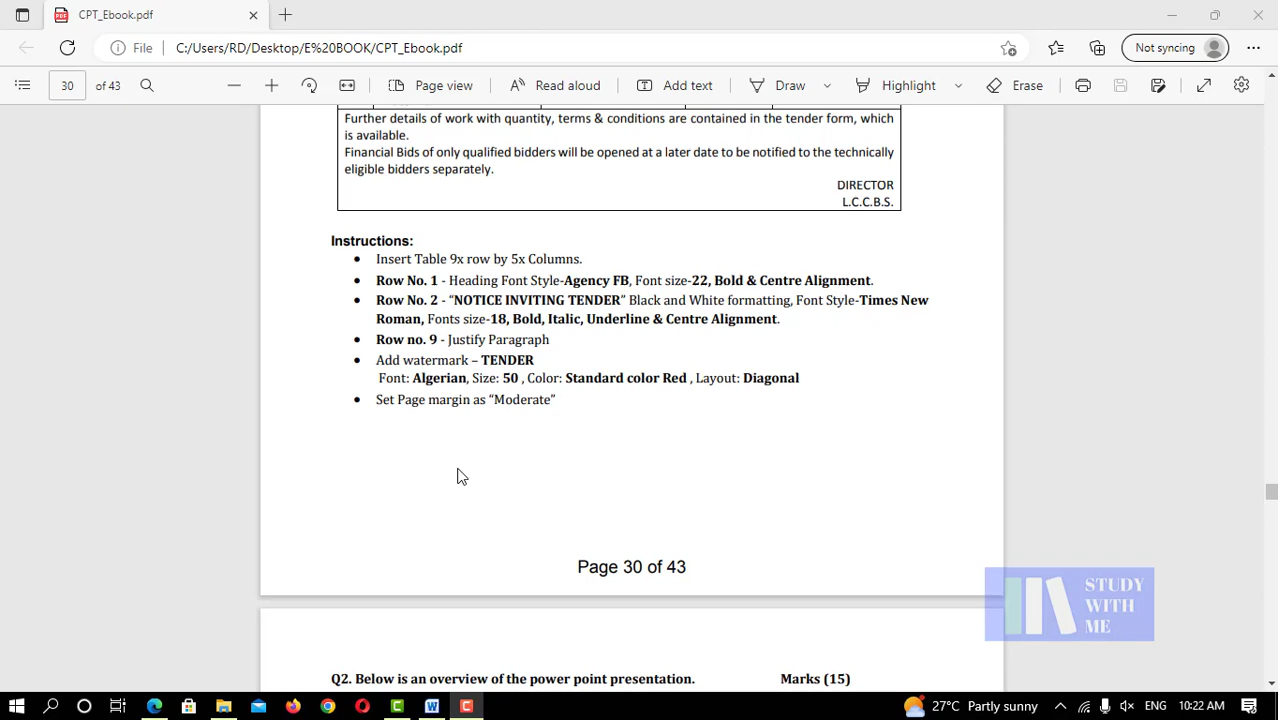 CPT_Ebook.pdf
File C:/Users/RD/Desktop/E%20BOOK/CPT_Ebook.pdf Not syncing
30 of 43 Page view Read aloud Add text Draw Highlight Erase
Further details of work with quantity, terms & conditions are contained in the tender form, which
is available.
Financial Bids of only qualified bidders will be opened at a later date to be notified to the technically
eligible bidders separately.
DIRECTOR
L.C.C.B.S.
Instructions:
• Insert Table 9x row by 5x Columns.
• Row No. 1 - Heading Font Style-Agency FB, Font size-22, Bold & Centre Alignment.
• Row No. 2 - “NOTICE INVITING TENDER” Black and White formatting, Font Style-Times New
Roman, Fonts size-18, Bold, Italic, Underline & Centre Alignment.
• Row no. 9 - Justify Paragraph
• Add watermark – TENDER
Font: Algerian, Size: 50 , Color: Standard color Red , Layout: Diagonal
• Set Page margin as “Moderate”
Page 30 of 43
STUDY
WITH
ME
Q2. Below is an overview of the power point presentation. Marks (15)
27°C Partly sunny ENG 10:22 AM